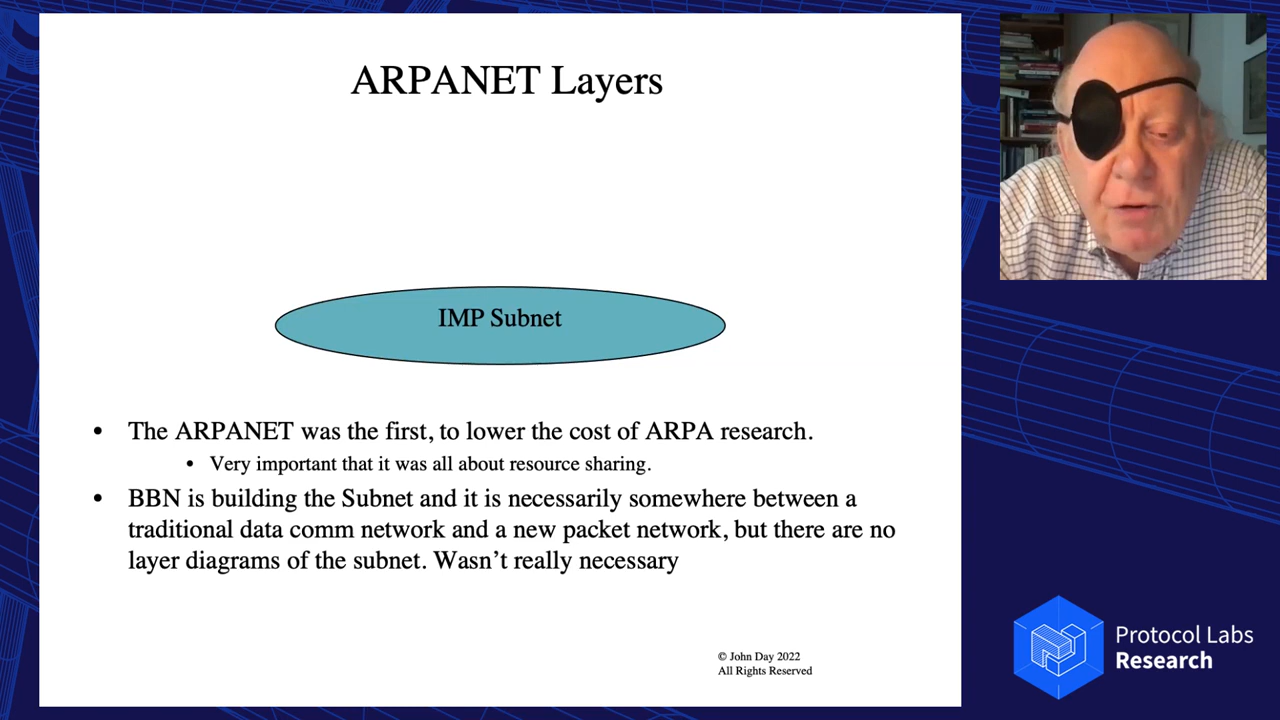 ARPANET Layers
IMP Subnet
• The ARPANET was the first, to lower the cost of ARPA research.
• Very important that it was all about resource sharing.
• BBN is building the Subnet and it is necessarily somewhere between a
traditional data comm network and a new packet network, but there are no
layer diagrams of the subnet. Wasn’t really necessary
© John Day 2022
All Rights Reserved
Protocol Labs
Research